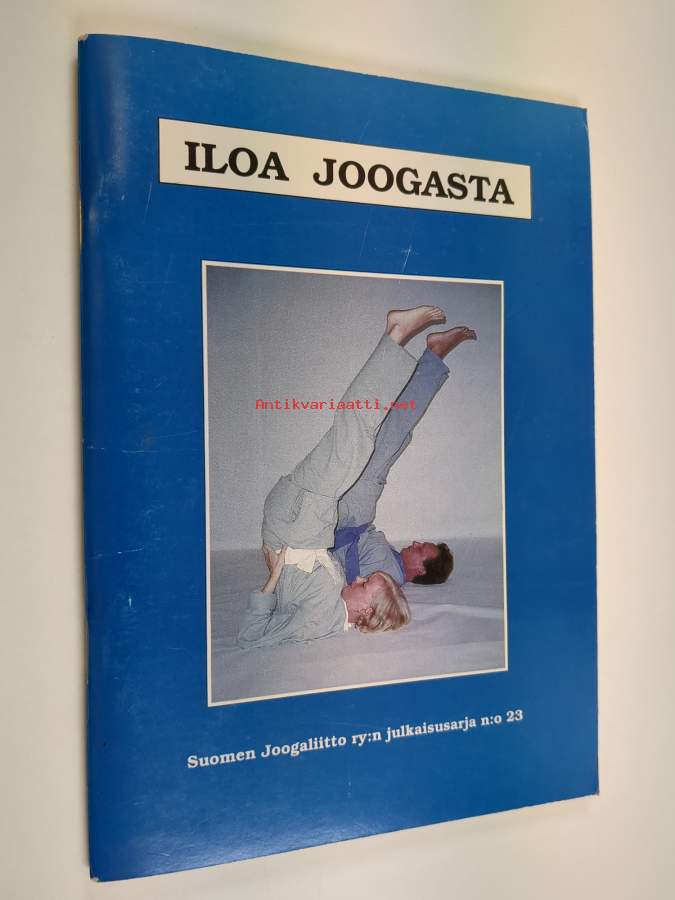 ILOA JOOGASTA
Antikvariaatti.net
Suomen Joogaliitto ry:n julkaisusarja n:o 23